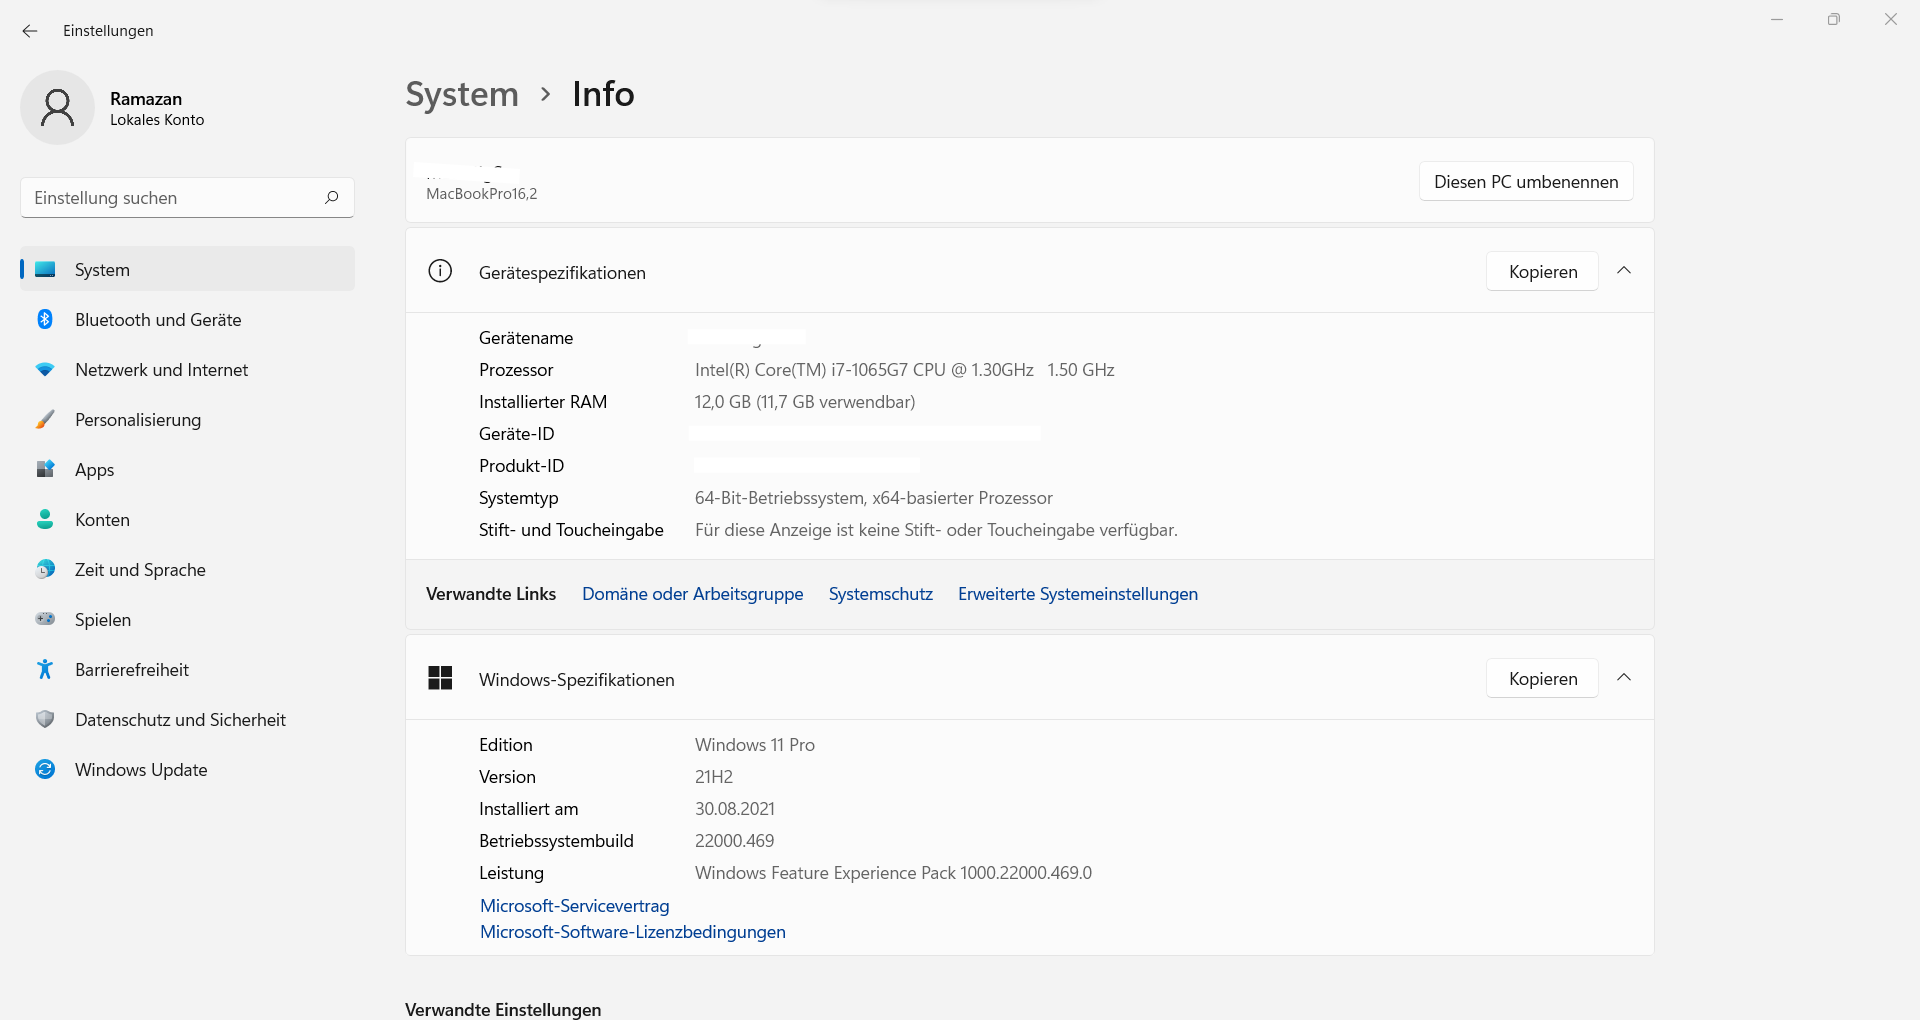 Einstellungen
Ramazan
Lokales Konto
Einstellung suchen
System
Bluetooth und Geräte
Netzwerk und Internet
Personalisierung
Apps
Konten
Zeit und Sprache
Spielen
Barrierefreiheit
Datenschutz und Sicherheit
Windows Update
System > Info
MacBookPro16,2
Diesen PC umbenennen
Gerätespezifikationen
Kopieren
Gerätename
Prozessor Intel(R) Core(TM) i7-1065G7 CPU @ 1.30GHz 1.50 GHz
Installierter RAM 12,0 GB (11,7 GB verwendbar)
Geräte-ID
Produkt-ID
Systemtyp 64-Bit-Betriebssystem, x64-basierter Prozessor
Stift- und Toucheingabe Für diese Anzeige ist keine Stift- oder Toucheingabe verfügbar.
Verwandte Links Domäne oder Arbeitsgruppe Systemschutz Erweiterte Systemeinstellungen
Windows-Spezifikationen
Kopieren
Edition Windows 11 Pro
Version 21H2
Installiert am 30.08.2021
Betriebssystembuild 22000.469
Leistung Windows Feature Experience Pack 1000.22000.469.0
Microsoft-Servicevertrag
Microsoft-Software-Lizenzbedingungen
Verwandte Einstellungen